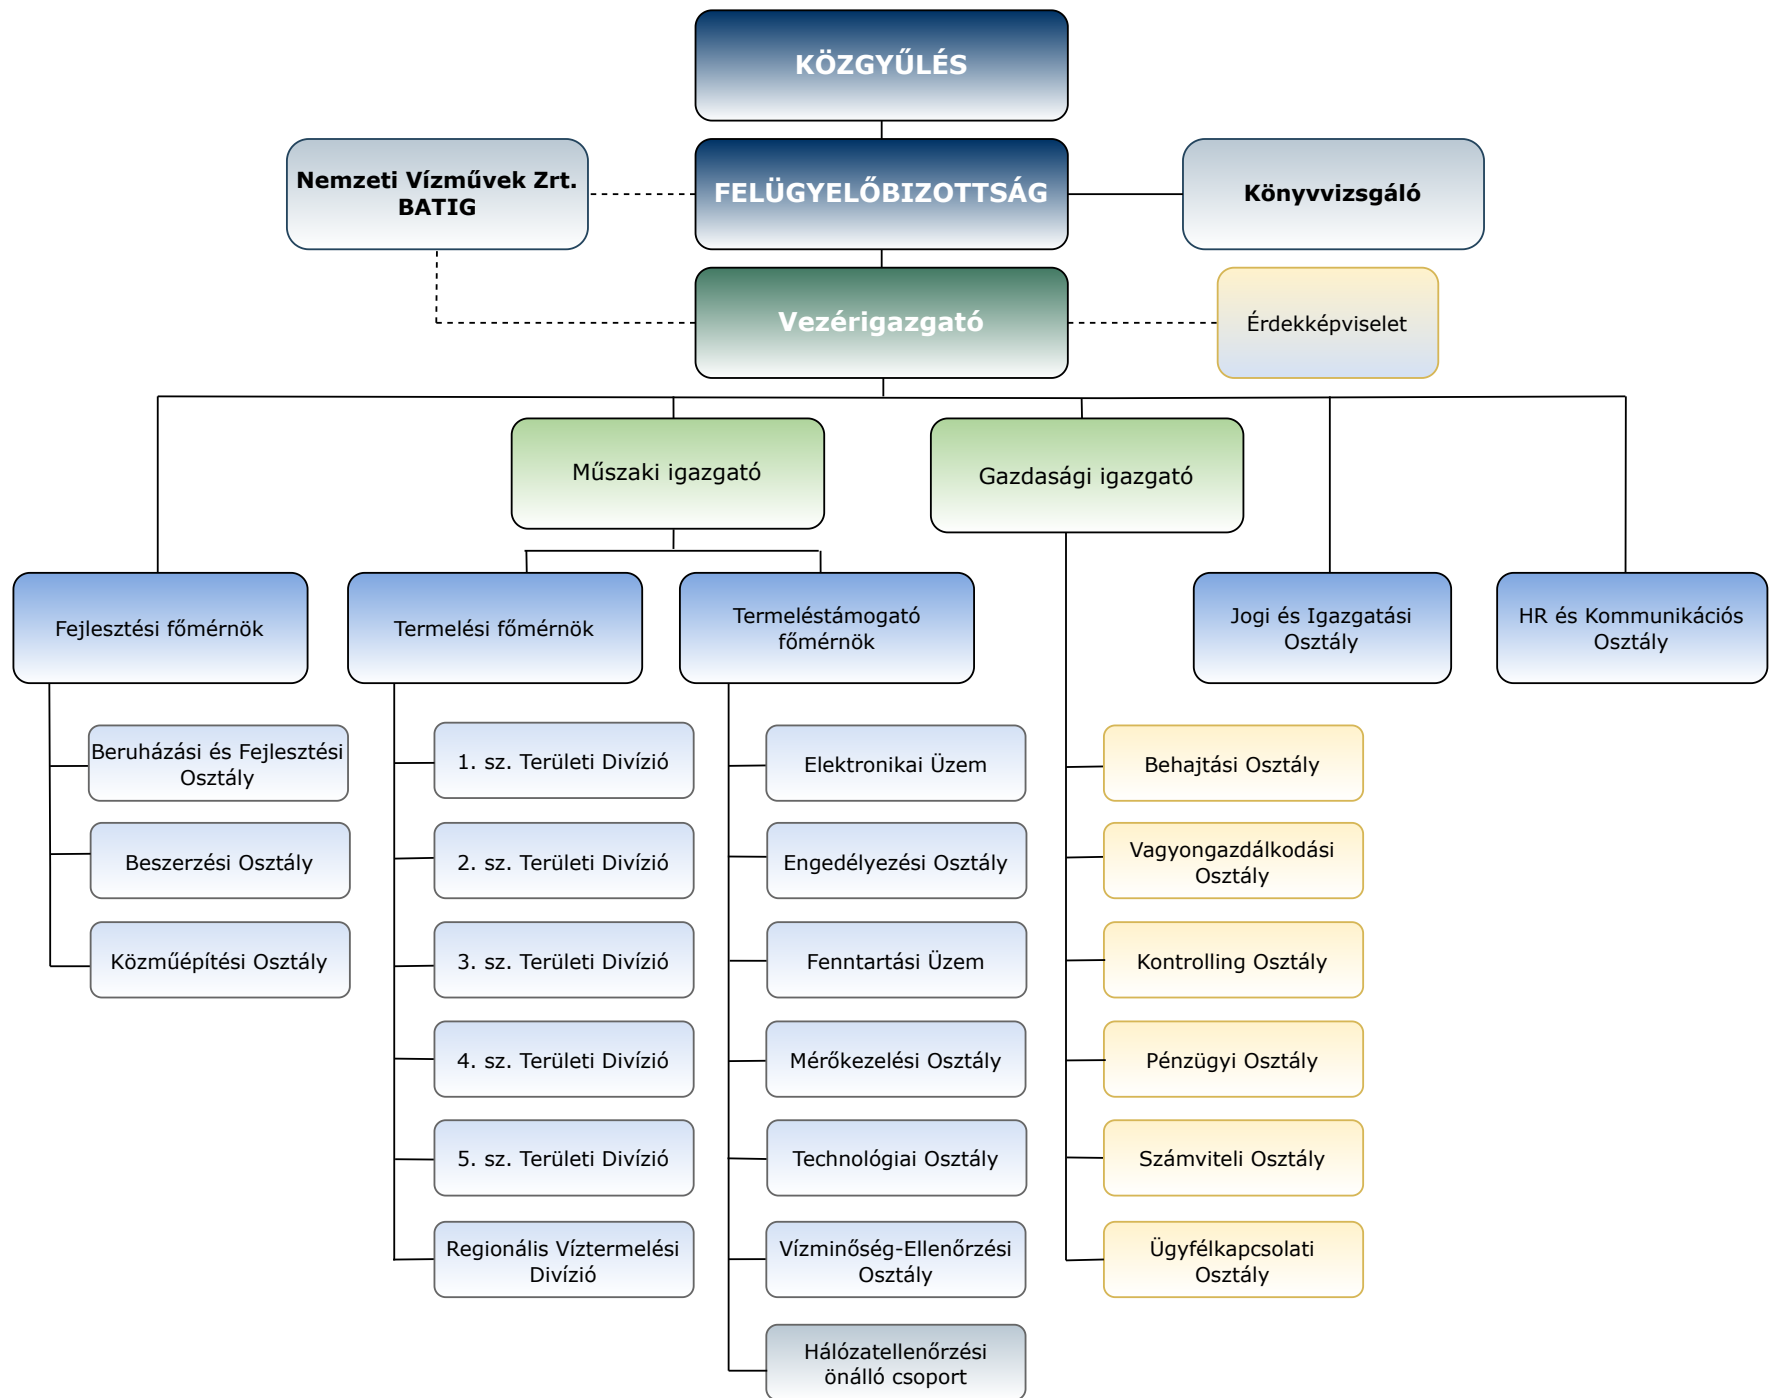 KÖZGYŰLÉS
Nemzeti Vízművek Zrt.
BATIG
FELÜGYELŐBIZOTTSÁG
Könyvvizsgáló
Vezérigazgató
Érdekképviselet
Műszaki igazgató
Gazdasági igazgató
Fejlesztési főmérnök
Termelési főmérnök
Termeléstámogató
főmérnök
Jogi és Igazgatási
Osztály
HR és Kommunikációs
Osztály
Beruházási és Fejlesztési
Osztály
Beszerzési Osztály
Közműépítési Osztály
1. sz. Területi Divízió
2. sz. Területi Divízió
3. sz. Területi Divízió
4. sz. Területi Divízió
5. sz. Területi Divízió
Regionális Víztermelési
Divízió
Elektronikai Üzem
Engedélyezési Osztály
Fenntartási Üzem
Mérőkezelési Osztály
Technológiai Osztály
Vízminőség-Ellenőrzési
Osztály
Hálózatellenőrzési
önálló csoport
Behajtási Osztály
Vagyongazdálkodási
Osztály
Kontrolling Osztály
Pénzügyi Osztály
Számviteli Osztály
Ügyfélkapcsolati
Osztály